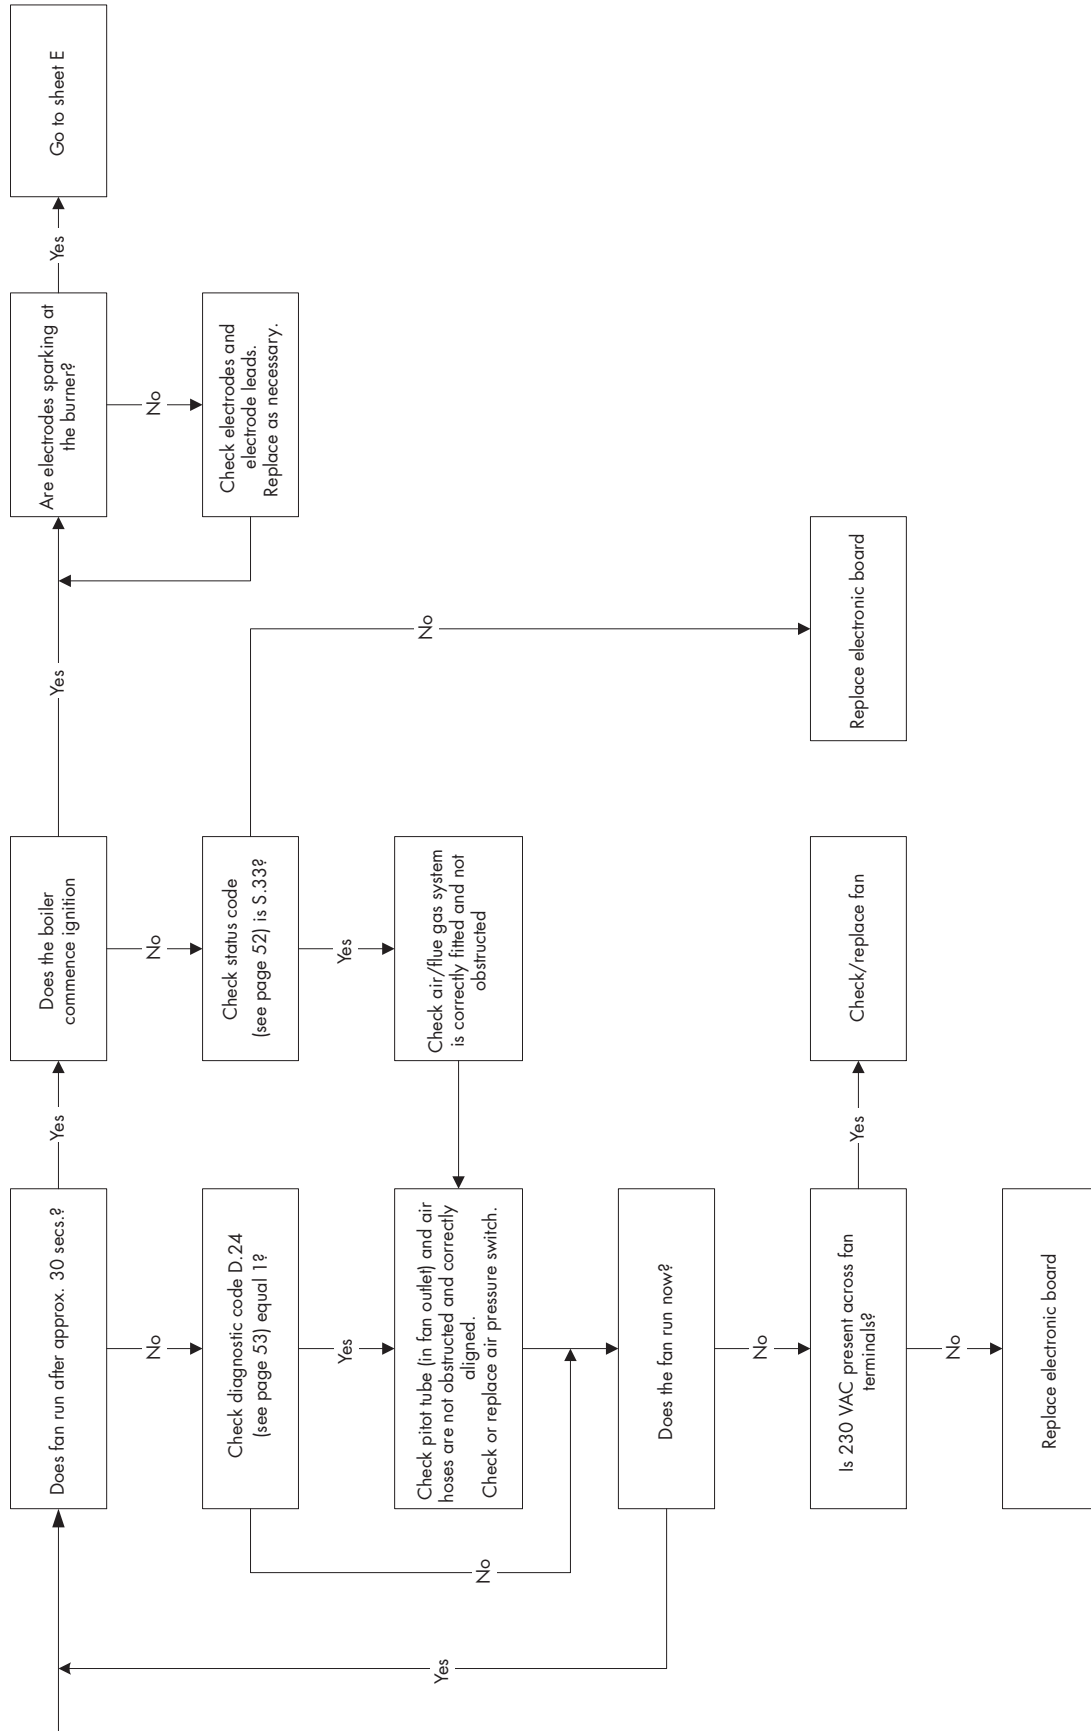 Does fan run after approx. 30 secs.?
Yes
Does the boiler
commence ignition
Yes
Are electrodes sparking at
the burner?
Yes
Go to sheet E
No
No
No
Check diagnostic code D.24
(see page 53) equal 1?
Check status code
(see page 52) is S.33?
Check electrodes and
electrode leads.
Replace as necessary.
No
Yes
Yes
No
Check pitot tube (in fan outlet) and air
hoses are not obstructed and correctly
aligned.
Check or replace air pressure switch.
Check air/flue gas system
is correctly fitted and not
obstructed
Yes
Does the fan run now?
No
Is 230 VAC present across fan
terminals?
Yes
Check/replace fan
Replace electronic board
No
Replace electronic board